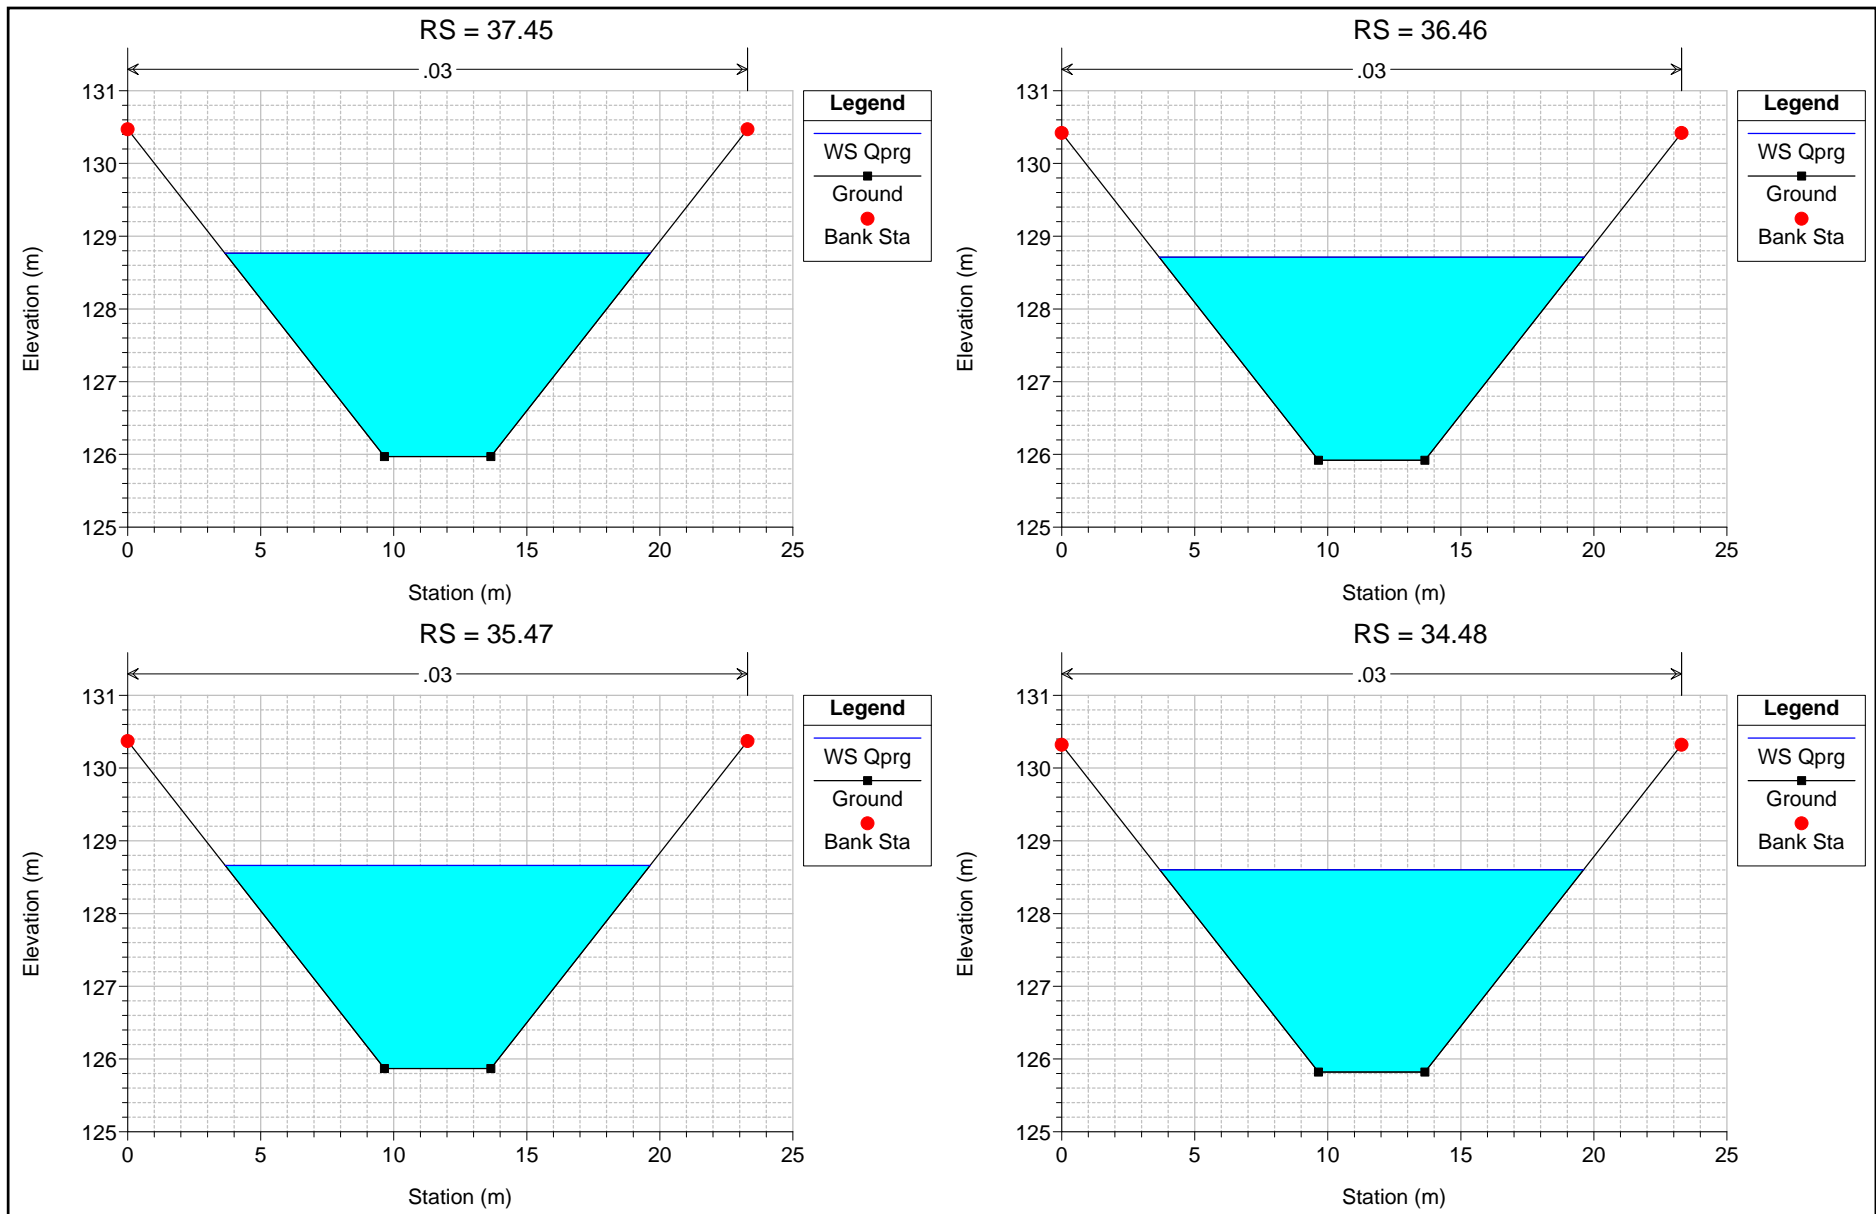 RS = 37.45
.03
131
130
129
128
127
126
125
0
5
10
15
20
25
Elevation (m)
Station (m)
Legend
WS Qprg
Ground
Bank Sta
RS = 36.46
.03
131
130
129
128
127
126
125
0
5
10
15
20
25
Elevation (m)
Station (m)
Legend
WS Qprg
Ground
Bank Sta
RS = 35.47
.03
131
130
129
128
127
126
125
0
5
10
15
20
25
Elevation (m)
Station (m)
Legend
WS Qprg
Ground
Bank Sta
RS = 34.48
.03
131
130
129
128
127
126
125
0
5
10
15
20
25
Elevation (m)
Station (m)
Legend
WS Qprg
Ground
Bank Sta